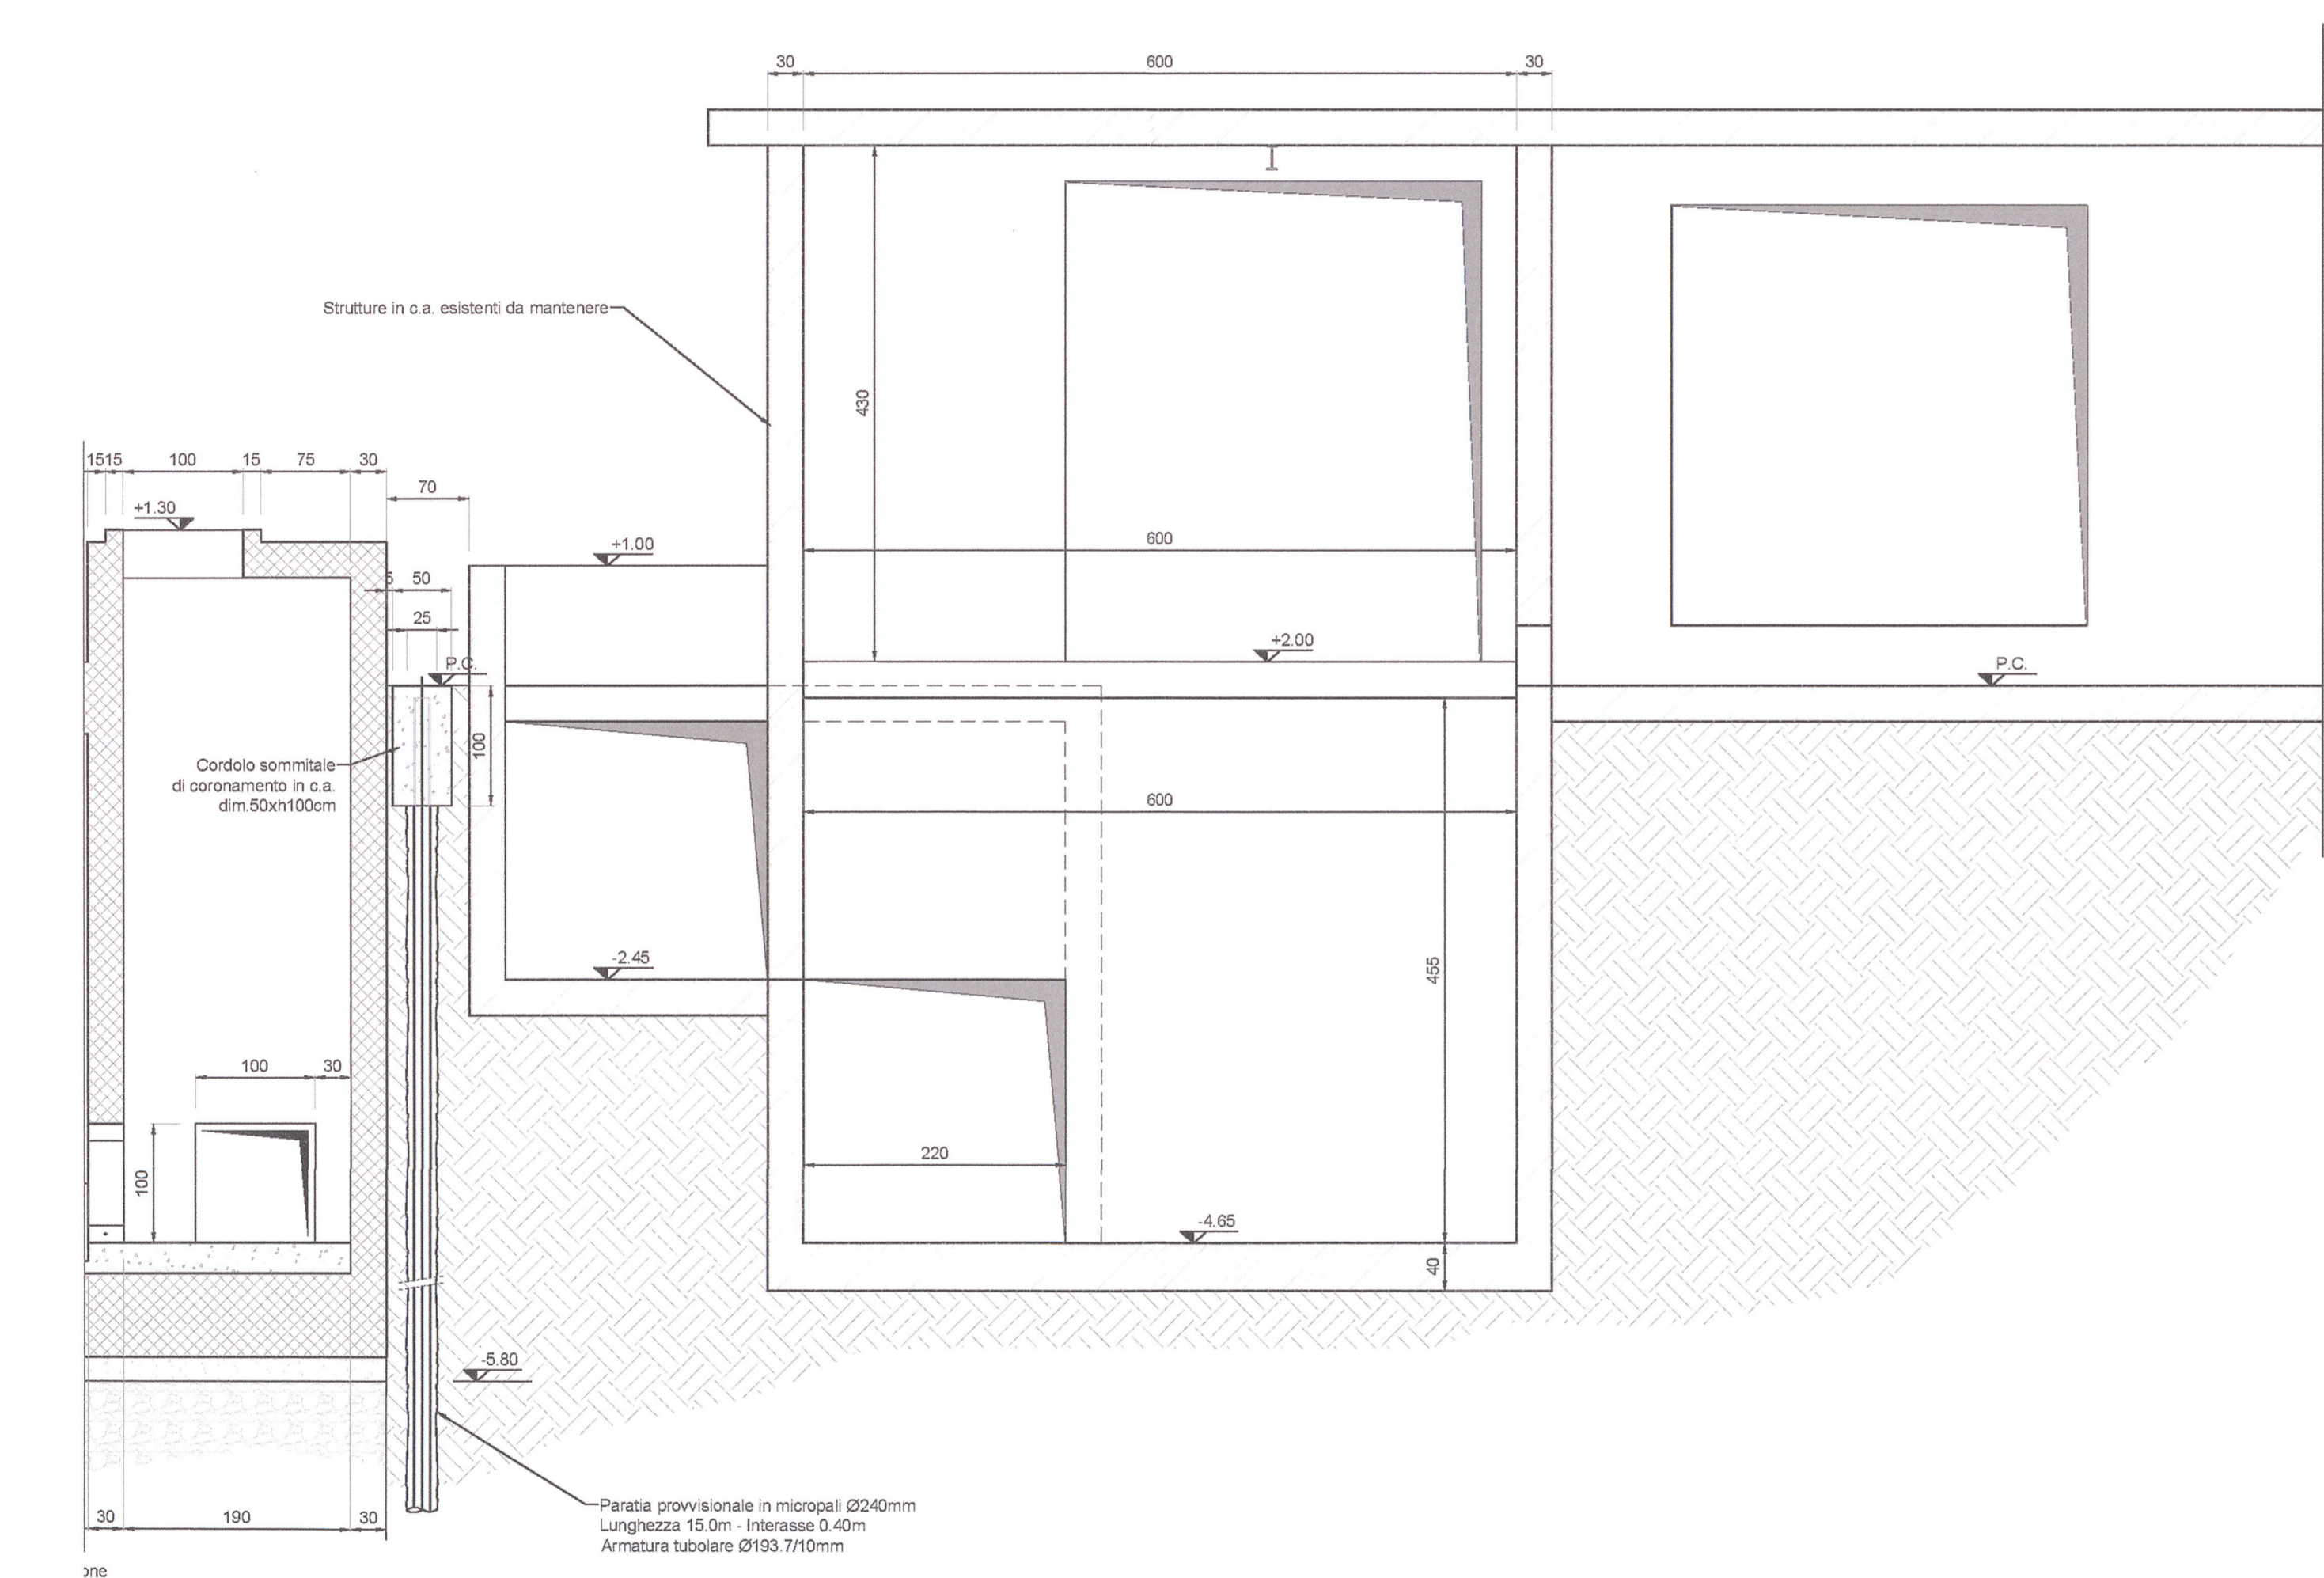 30 600 30
430
Strutture in c.a. esistenti da mantenere
1515 100 15 75 30
70
+1.30
+1.00
600
5 50
25
+2.00
P.C.
P.C.
100
Cordolo sommitale
di coronamento in c.a.
dim.50xh100cm
600
-2.45
455
100 30
100
220
-4.65
40
-5.80
Paratia provvisionale in micropali Ø240mm
Lunghezza 15.0m - Interasse 0.40m
Armatura tubolare Ø193.7/10mm
30 190 30
one